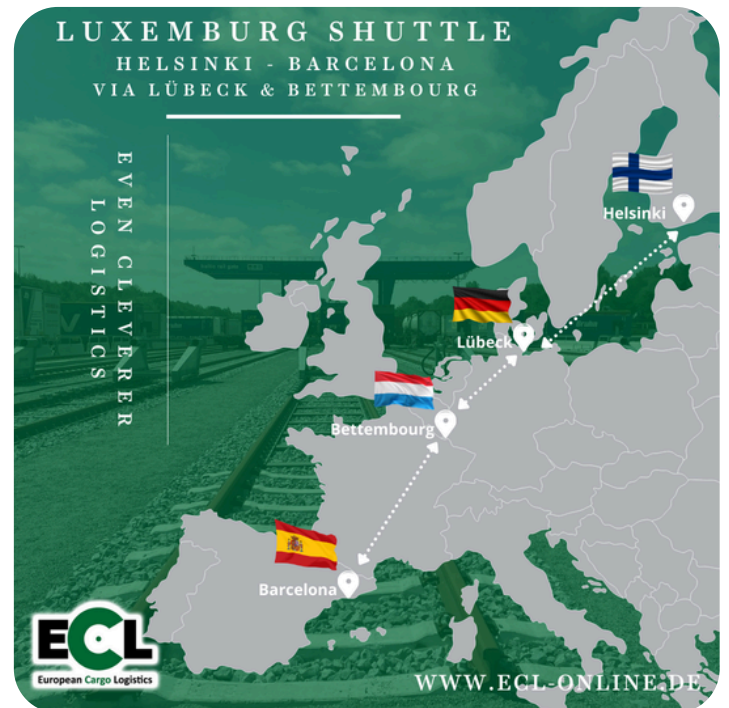 LUXEMBURG SHUTTLE
HELSINKI - BARCELONA
VIA LÜBECK & BETTEMBOURG
EVEN CLEVERER
LOGISTICS
Helsinki
Lübeck
Bettembourg
Barcelona
ECL
European Cargo Logistics
WWW.ECL-ONLINE.DE